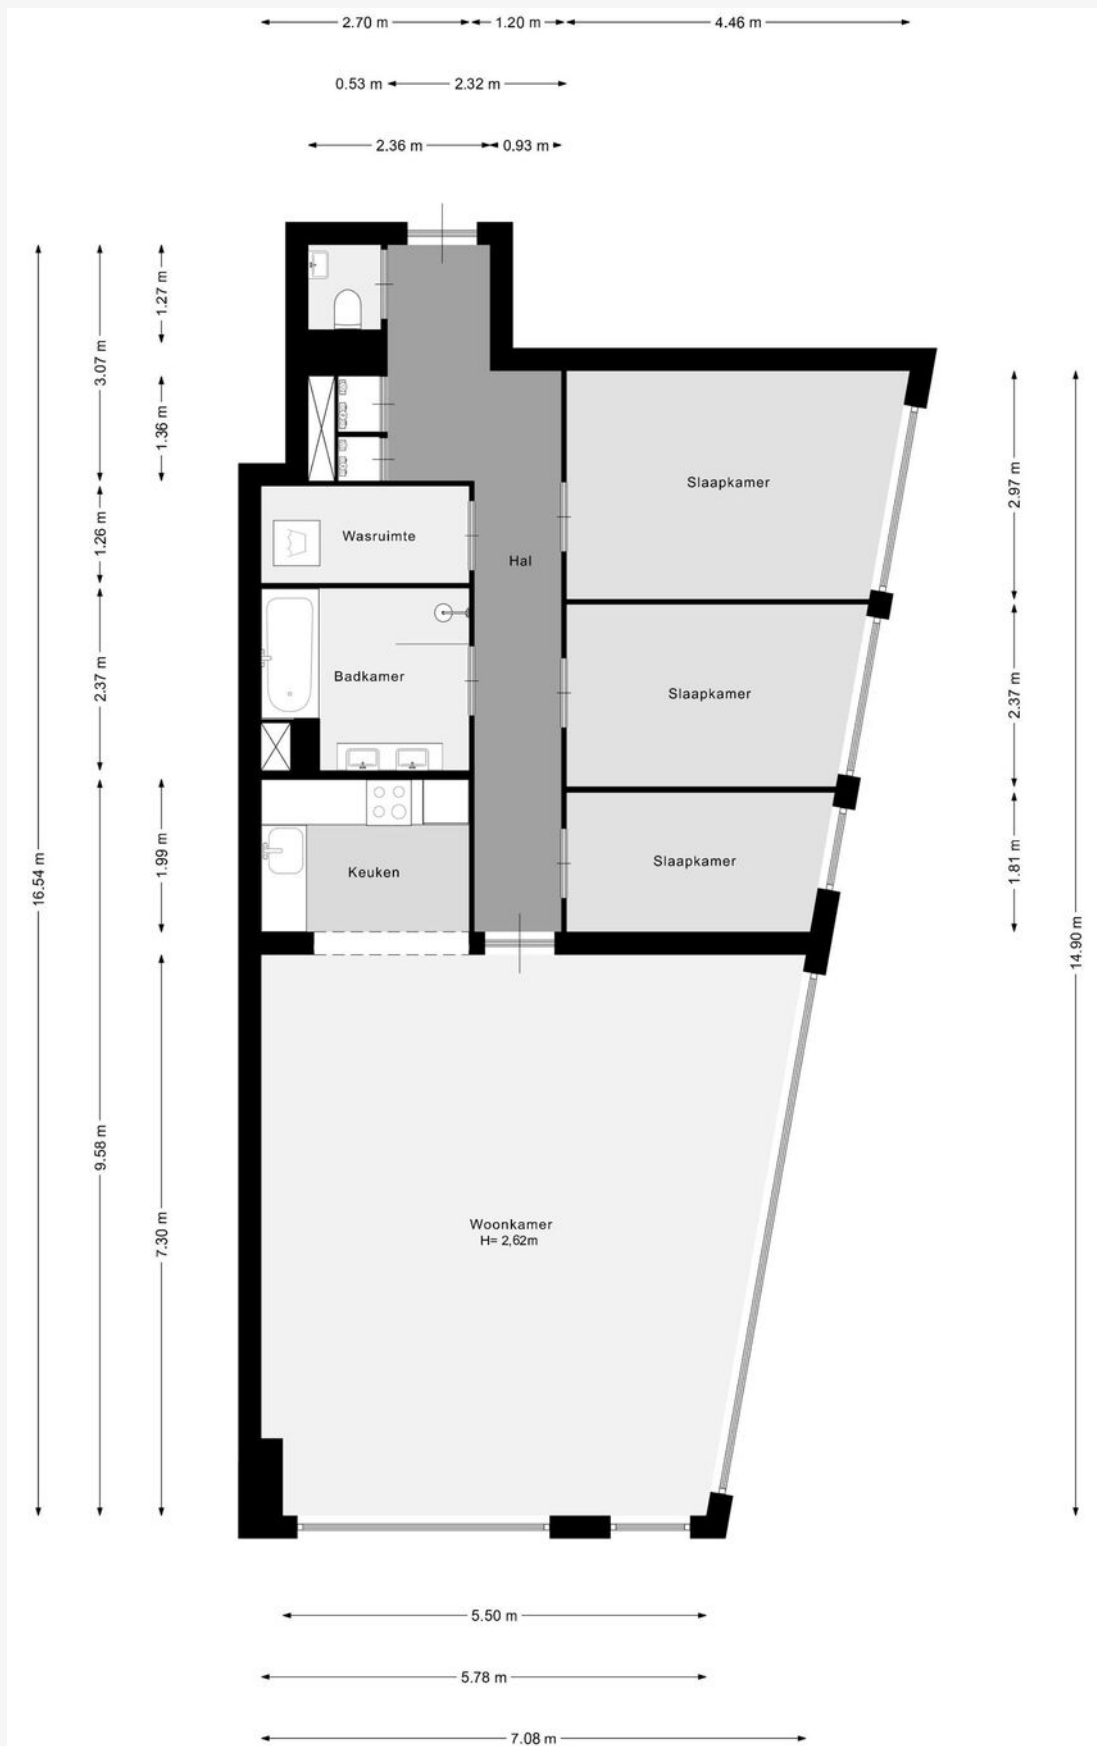 2.70 m
1.20 m
4.46 m
0.53 m
2.32 m
2.36 m
0.93 m
1.27 m
3.07 m
1.36 m
Slaapkamer
2.97 m
1.26 m
Wasruimte
Hal
2.37 m
Badkamer
Slaapkamer
2.37 m
16.54 m
1.99 m
Keuken
Slaapkamer
1.81 m
14.90 m
9.58 m
7.30 m
Woonkamer
H= 2,62m
5.50 m
5.78 m
7.08 m